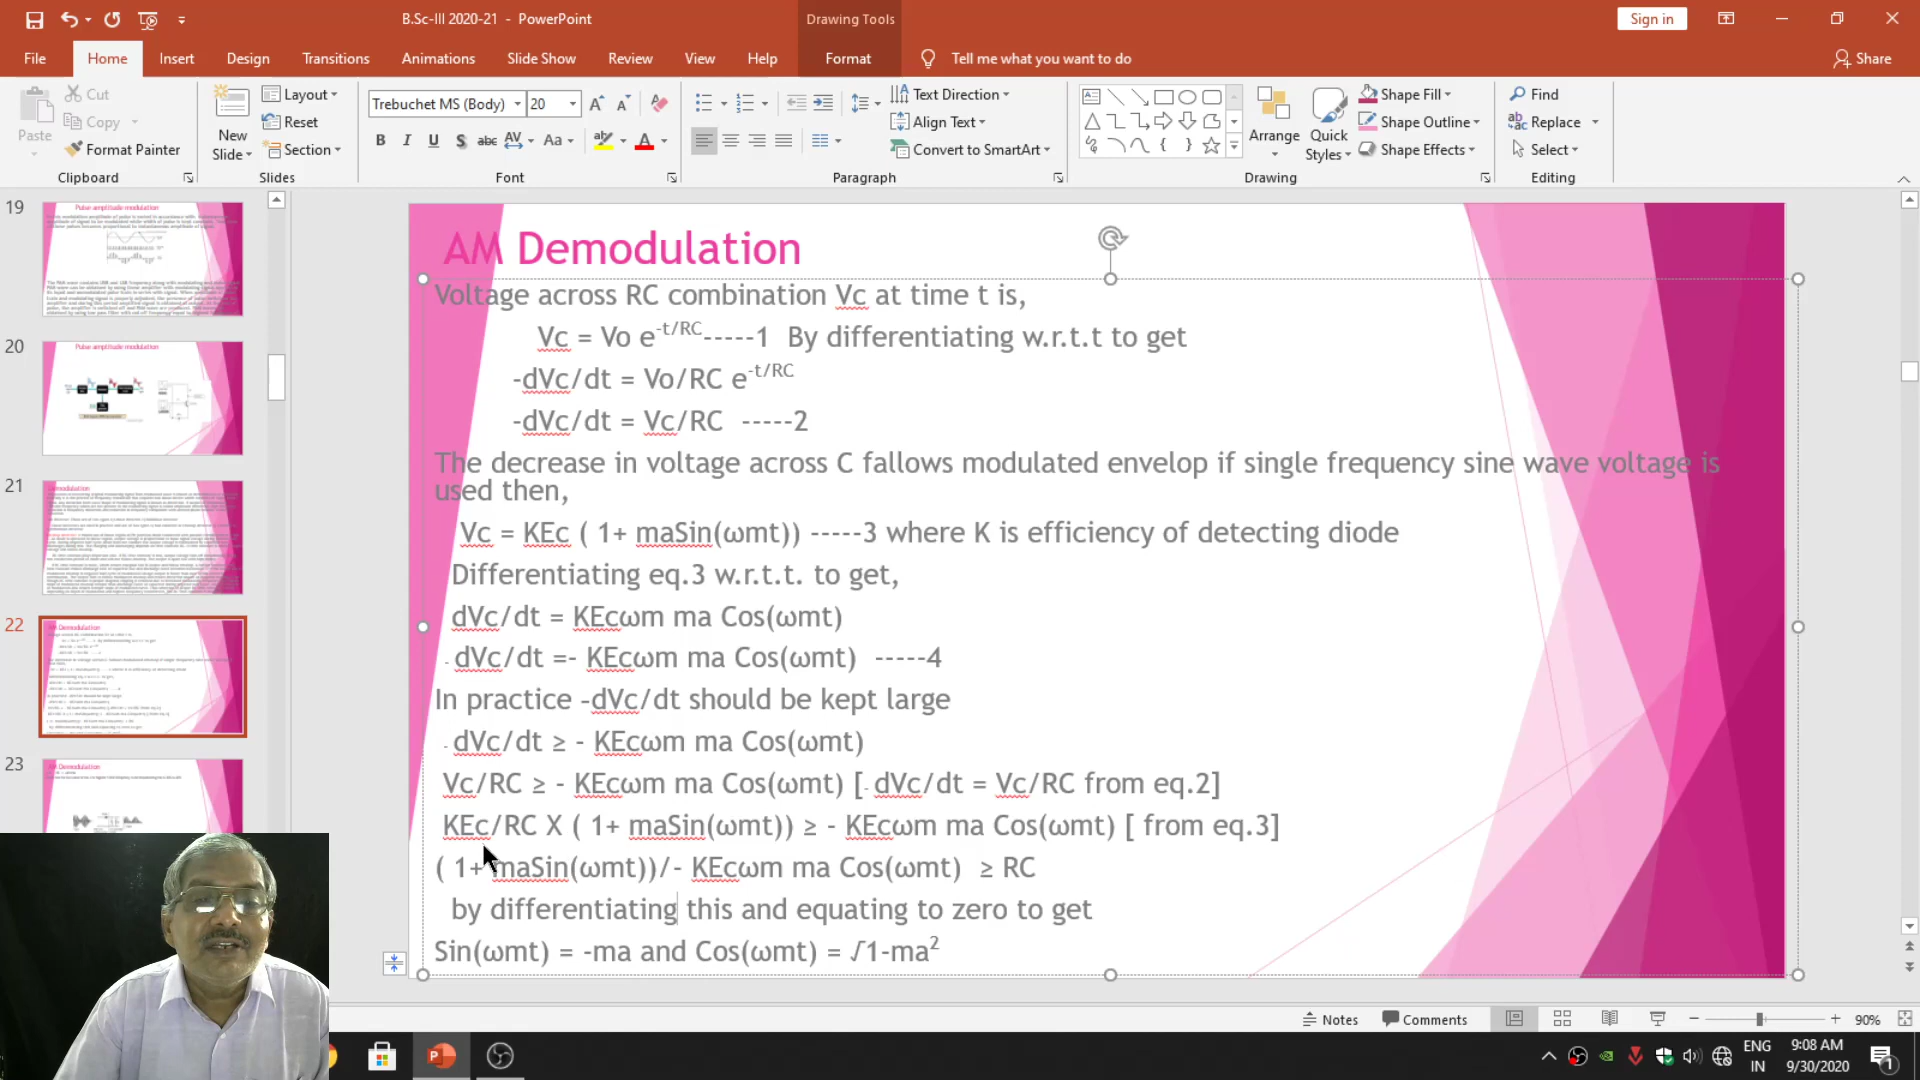 B.Sc-III 2020-21 - PowerPoint
Drawing Tools
Sign in
File Home Insert Design Transitions Animations Slide Show Review View Help Format Tell me what you want to do Share
Cut
Copy
Format Painter
Paste
Clipboard
New Slide
Layout
Reset
Section
Slides
Trebuchet MS (Body) 20
Font
Text Direction
Align Text
Convert to SmartArt
Paragraph
Arrange
Quick Styles
Shape Fill
Shape Outline
Shape Effects
Drawing
Find
Replace
Select
Editing
19
Pulse amplitude modulation
20
Pulse amplitude modulation
21
22
AM Demodulation
23
AM Demodulation
Voltage across RC combination Vc at time t is,
Vc = Vo e-t/RC-----1 By differentiating w.r.t.t to get
-dVc/dt = Vo/RC e-t/RC
-dVc/dt = Vc/RC -----2
The decrease in voltage across C fallows modulated envelop if single frequency sine wave voltage is
used then,
Vc = KEc ( 1+ maSin(ωmt)) -----3 where K is efficiency of detecting diode
Differentiating eq.3 w.r.t.t. to get,
dVc/dt = KEcωm ma Cos(ωmt)
- dVc/dt =- KEcωm ma Cos(ωmt) -----4
In practice -dVc/dt should be kept large
- dVc/dt ≥ - KEcωm ma Cos(ωmt)
Vc/RC ≥ - KEcωm ma Cos(ωmt) [- dVc/dt = Vc/RC from eq.2]
KEc/RC X ( 1+ maSin(ωmt)) ≥ - KEcωm ma Cos(ωmt) [ from eq.3]
( 1+ maSin(ωmt))/- KEcωm ma Cos(ωmt) ≥ RC
by differentiating this and equating to zero to get
Sin(ωmt) = -ma and Cos(ωmt) = √1-ma2
Notes Comments 90%
ENG
IN
9:08 AM
9/30/2020
1